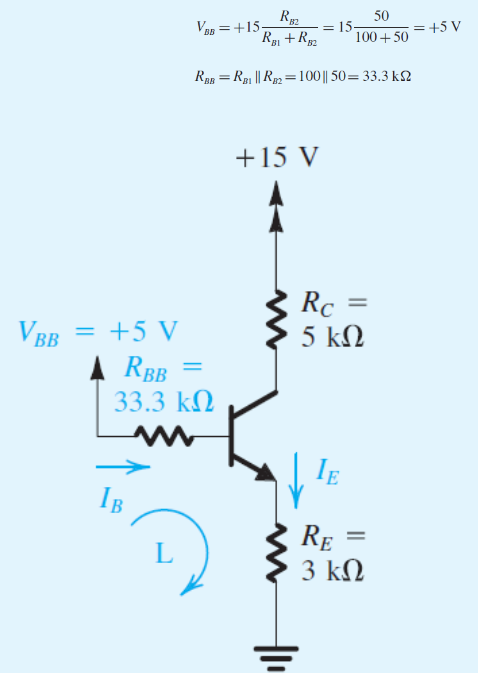 V_BB = +15 R_B2 / (R_B1 + R_B2) = 15 50 / (100 + 50) = +5 V
R_BB = R_B1 || R_B2 = 100 || 50 = 33.3 kΩ
+15 V
R_C =
5 kΩ
V_BB = +5 V
R_BB =
33.3 kΩ
I_E
I_B
L
R_E =
3 kΩ